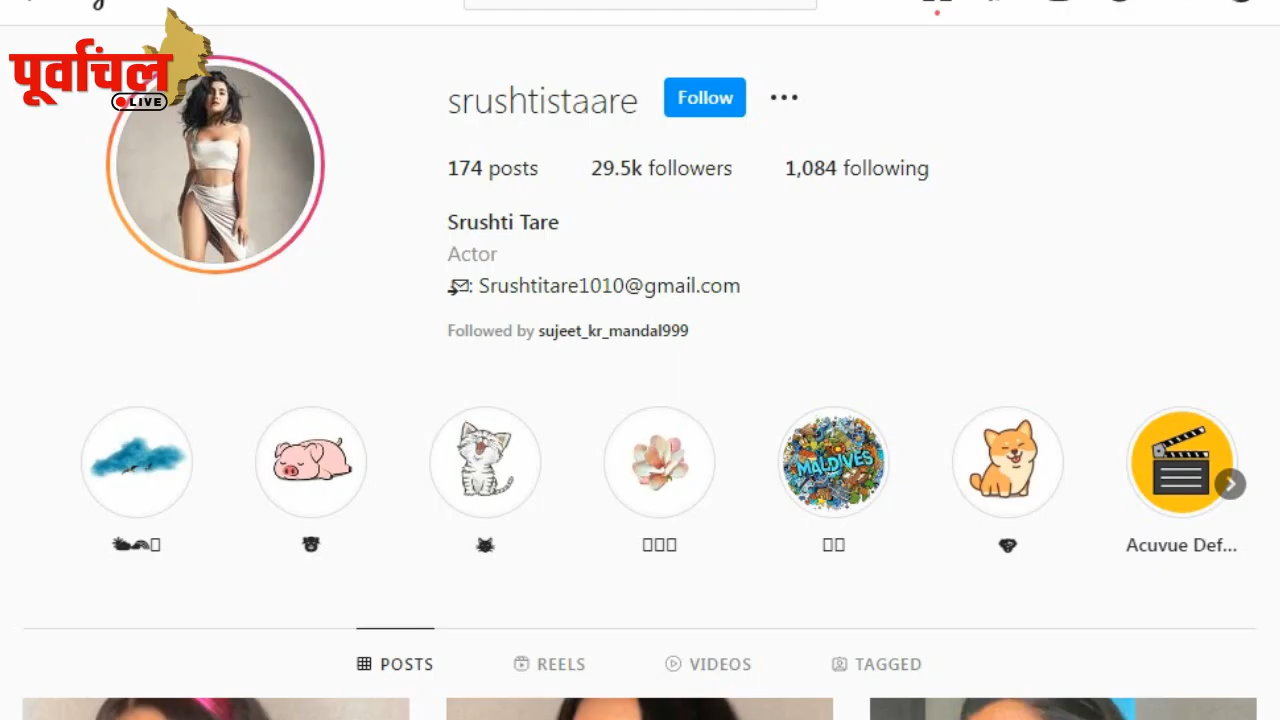 पूर्वांचल
LIVE
srushtistaare Follow
174 posts 29.5k followers 1,084 following
Srushti Tare
Actor
: Srushtitare1010@gmail.com
Followed by sujeet_kr_mandal999
MALDIVES
Acuvue Def...
POSTS REELS VIDEOS TAGGED